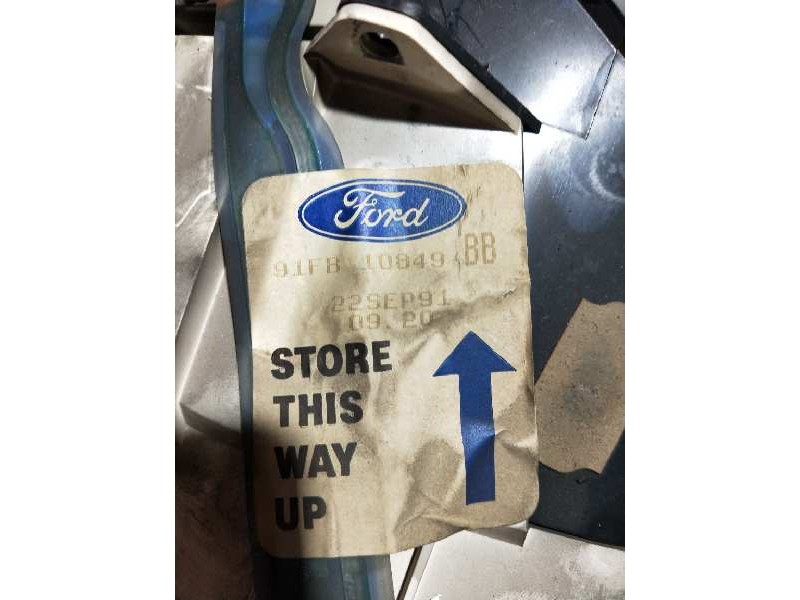 Ford
91FB 10849 BB
22SEP91
09.20
STORE
THIS
WAY
UP